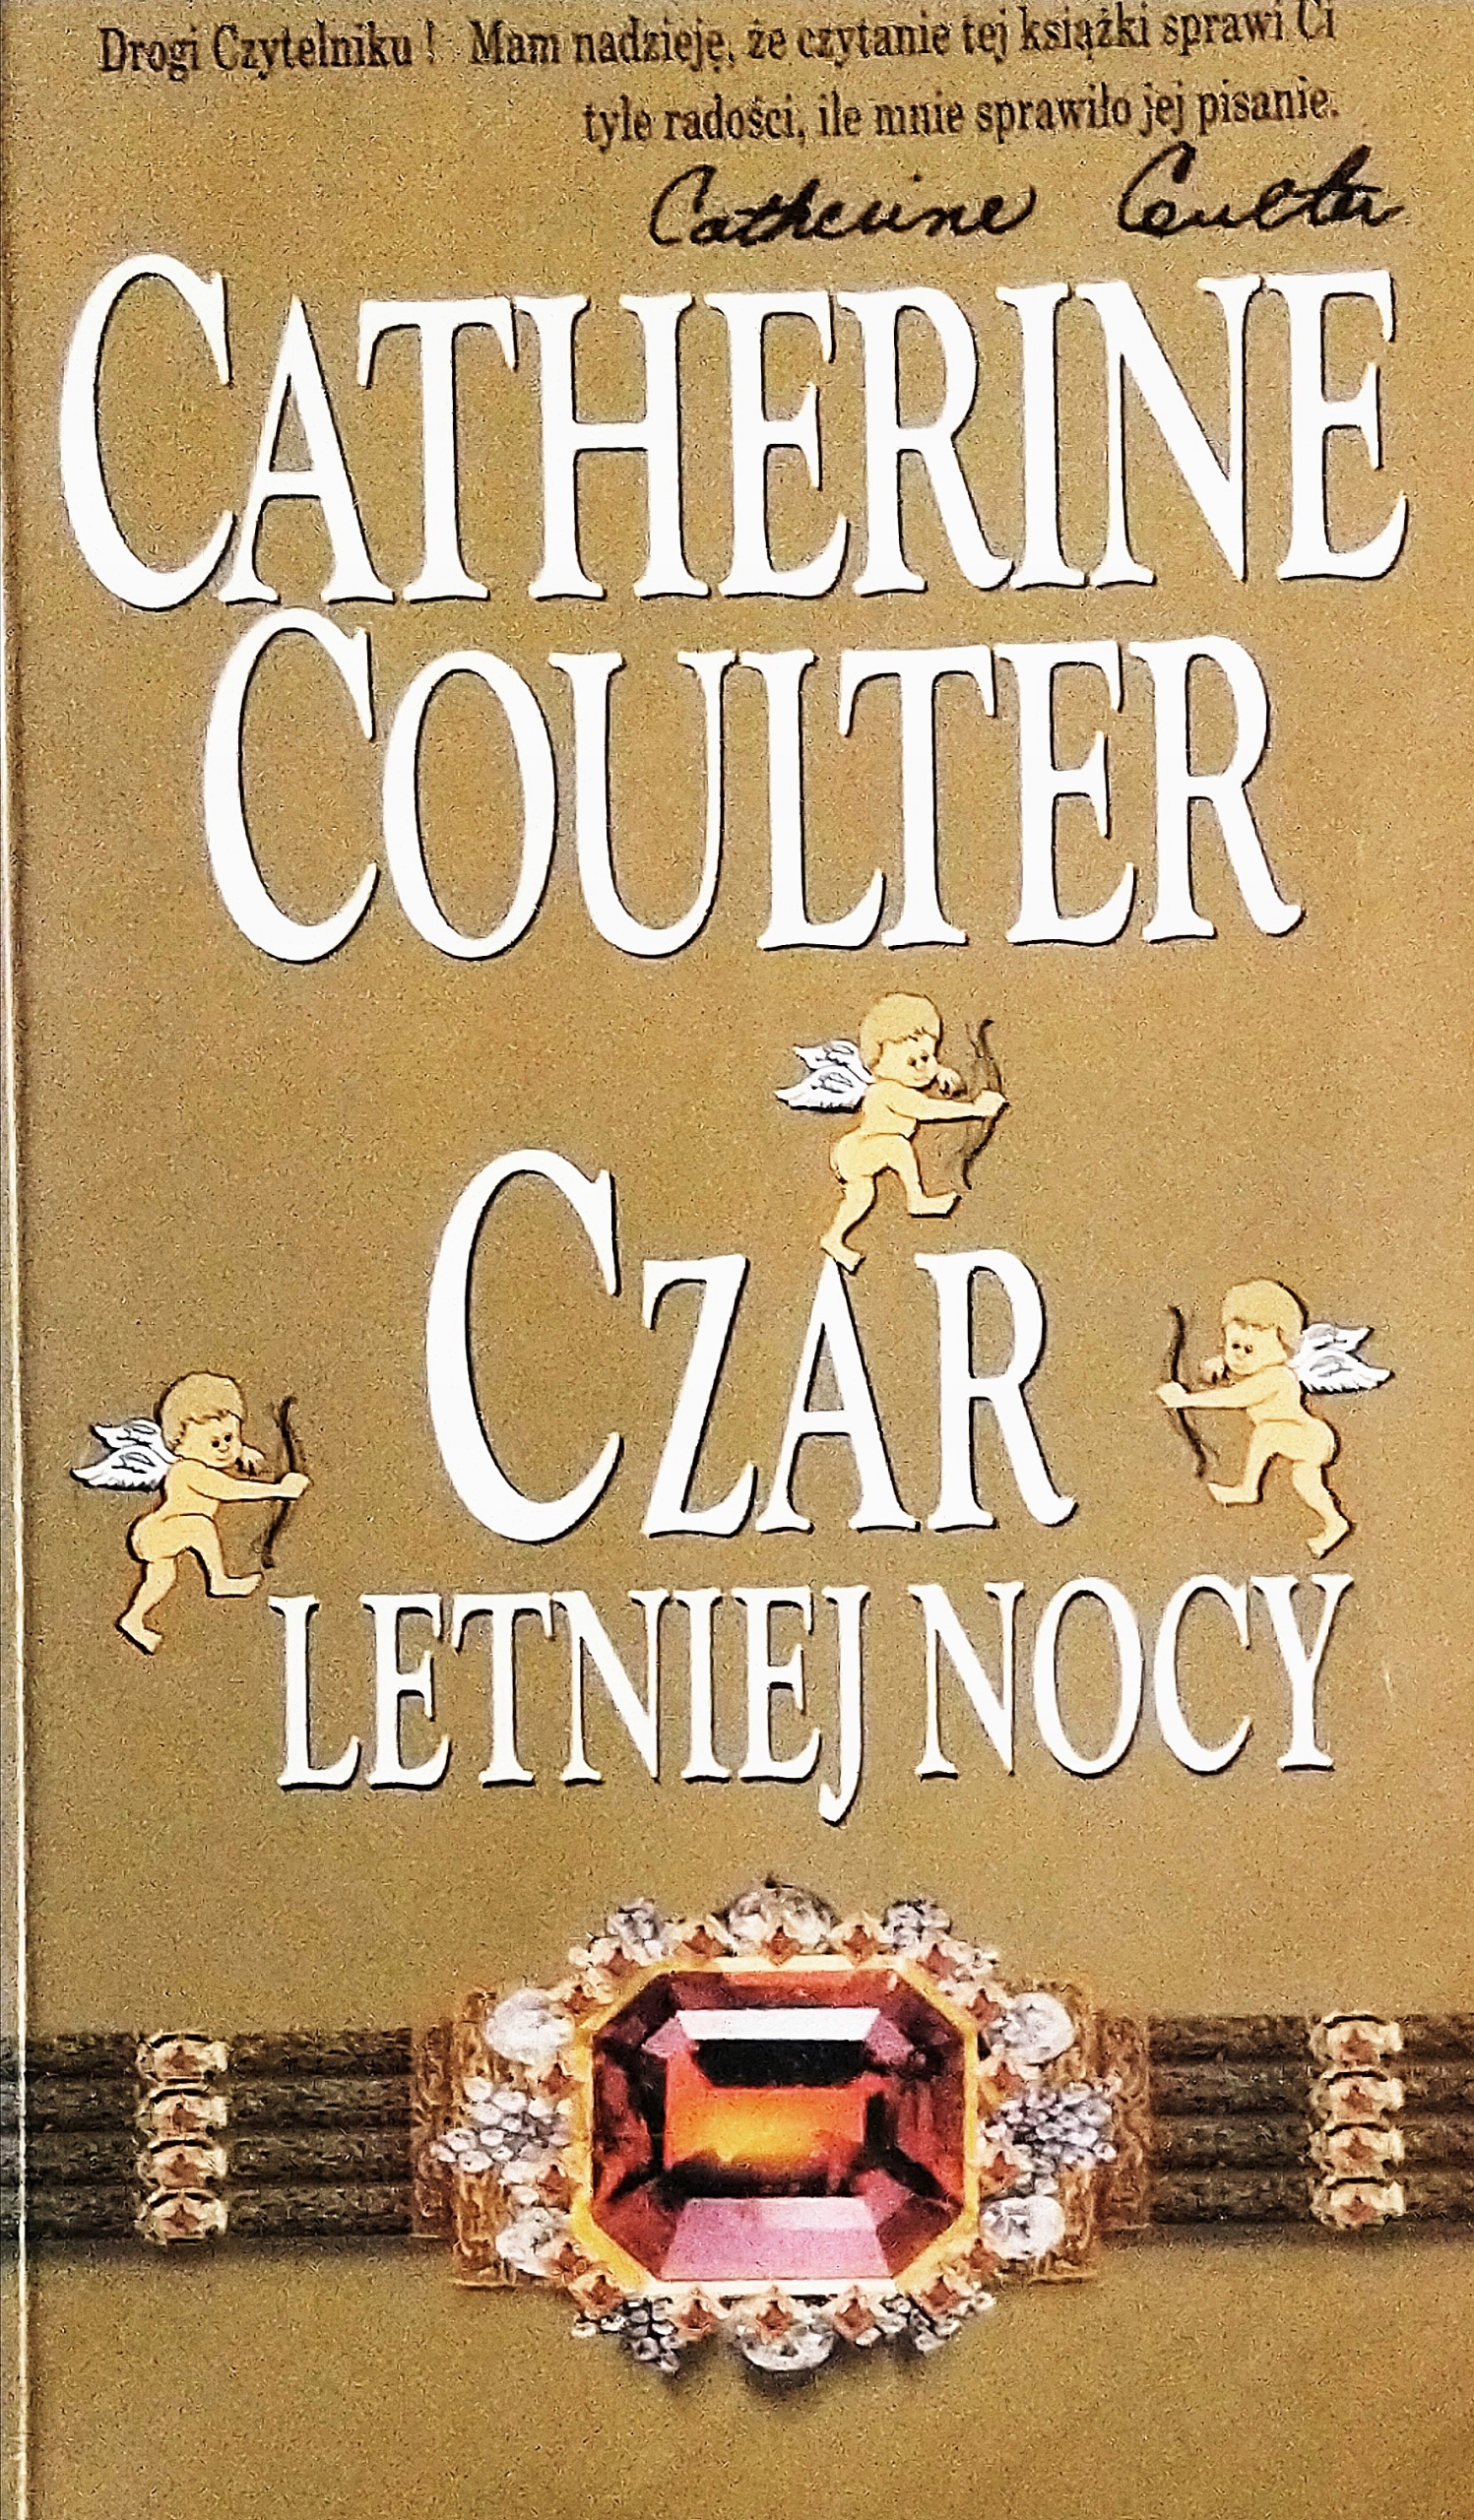 Drogi Czytelniku ! Mam nadzieję, że czytanie tej książki sprawi Ci
tyle radości, ile mnie sprawiło jej pisanie.
Catherine Coulter
CATHERINE
COULTER
CZAR
LETNIEJ NOCY